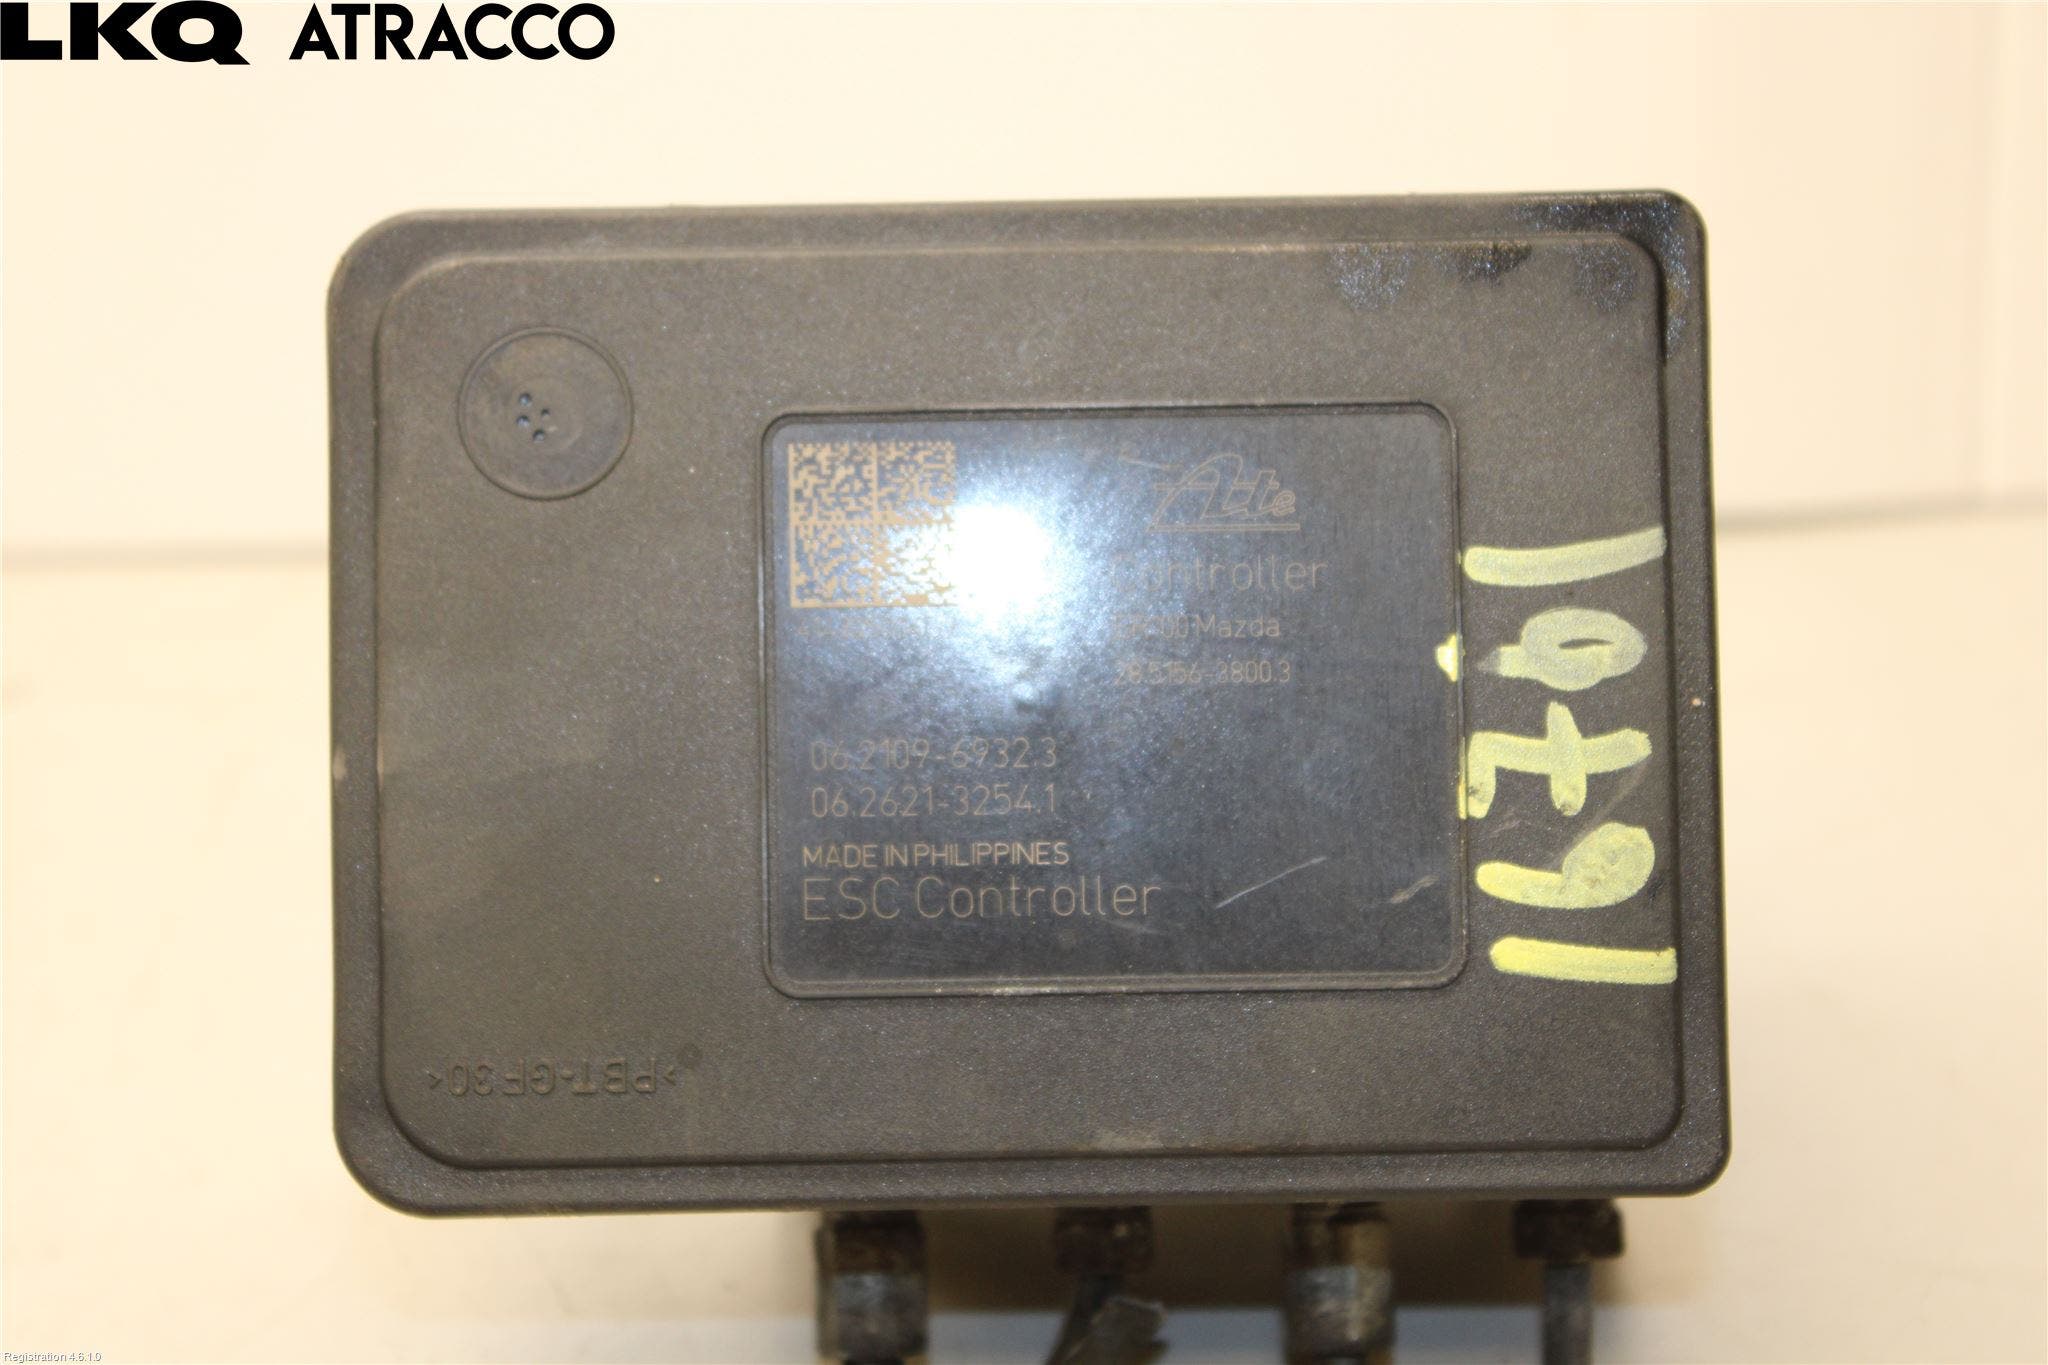 LKQ ATRACCO
Ate
Controller
Mazda
28.5156-3800.3
06.2109-6932.3
06.2621-3254.1
MADE IN PHILIPPINES
ESC Controller
>PBT-GF30<
Registration 4.6.1.0